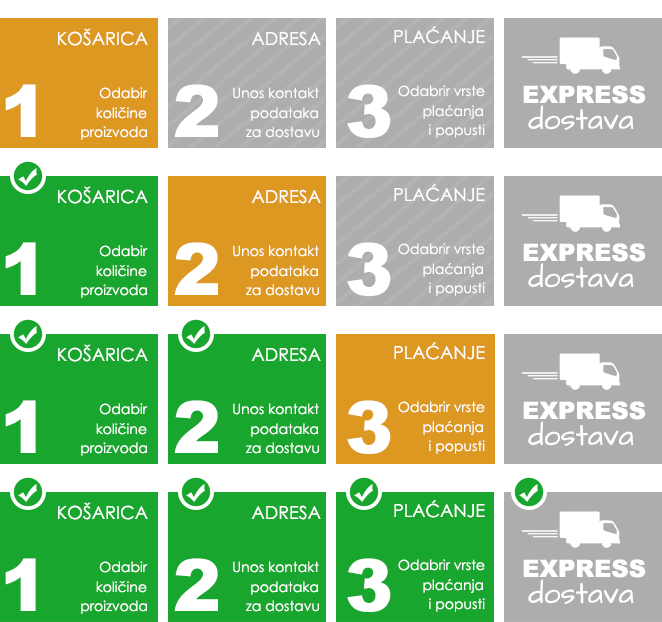 KOŠARICA
1
Odabir
količine
proizvoda
ADRESA
2
Unos kontakt
podataka
za dostavu
PLAĆANJE
3
Odabrir vrste
plaćanja
i popusti
EXPRESS
dostava
KOŠARICA
1
Odabir
količine
proizvoda
ADRESA
2
Unos kontakt
podataka
za dostavu
PLAĆANJE
3
Odabrir vrste
plaćanja
i popusti
EXPRESS
dostava
KOŠARICA
1
Odabir
količine
proizvoda
ADRESA
2
Unos kontakt
podataka
za dostavu
PLAĆANJE
3
Odabrir vrste
plaćanja
i popusti
EXPRESS
dostava
KOŠARICA
1
Odabir
količine
proizvoda
ADRESA
2
Unos kontakt
podataka
za dostavu
PLAĆANJE
3
Odabrir vrste
plaćanja
i popusti
EXPRESS
dostava